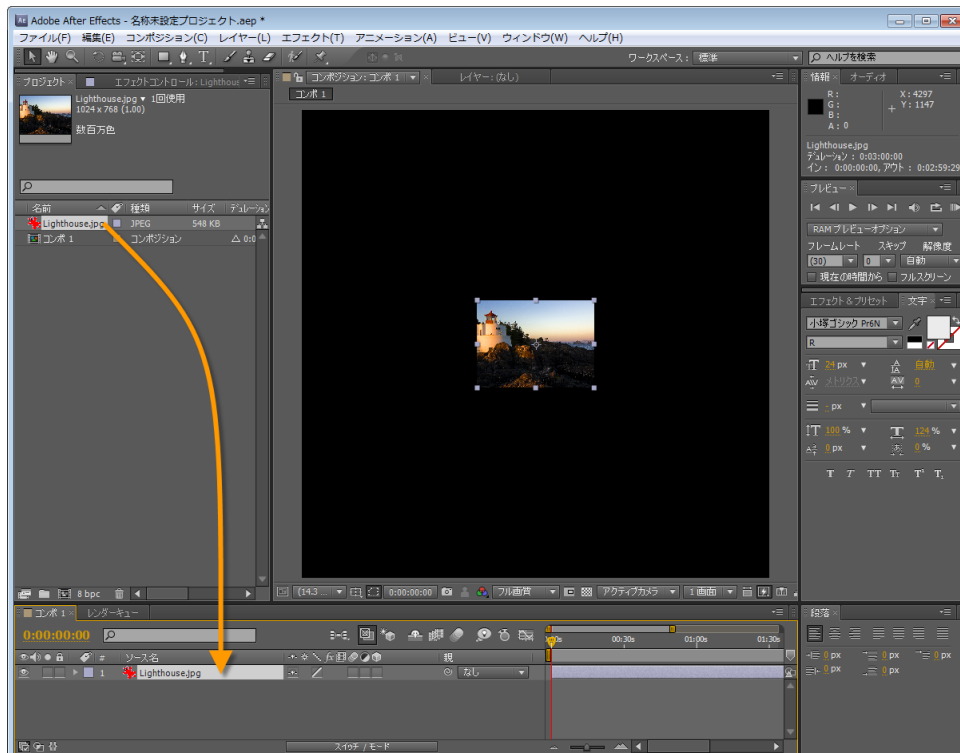 Adobe After Effects - 名称未設定プロジェクト.aep *
ファイル(F) 編集(E) コンポジション(C) レイヤー(L) エフェクト(T) アニメーション(A) ビュー(V) ウィンドウ(W) ヘルプ(H)
ワークスペース： 標準 ヘルプを検索
プロジェクト エフェクトコントロール: Lighthous
Lighthouse.jpg 1回使用
1024 x 768 (1.00)
数百万色
名前 種類 サイズ デュレーション
Lighthouse.jpg JPEG 548 KB
コンポ 1 コンポジション △ 0:0
8 bpc
コンポジション: コンポ 1 レイヤー: (なし)
コンポ 1
(14.3 ... 0:00:00:00 フル画質 アクティブカメラ 1画面
情報 オーディオ
R : X : 4297
G : Y : 1147
B :
A : 0
Lighthouse.jpg
デュレーション : 0:03:00:00
イン : 0:00:00:00, アウト : 0:02:59:29
プレビュー
RAM プレビューオプション
フレームレート スキップ 解像度
(30) 0 自動
現在の時間から フルスクリーン
エフェクト＆プリセット 文字
小塚ゴシック Pr6N
R
24 px 自動
メトリクス 0
- px
100 % 124 %
0 px 0 %
T T TT Tr T¹ T₁
コンポ 1 レンダーキュー
0:00:00:00
00:30s 01:00s 01:30s
# ソース名 親
1 Lighthouse.jpg なし
スイッチ / モード
段落
0 px 0 px 0 px
0 px 0 px